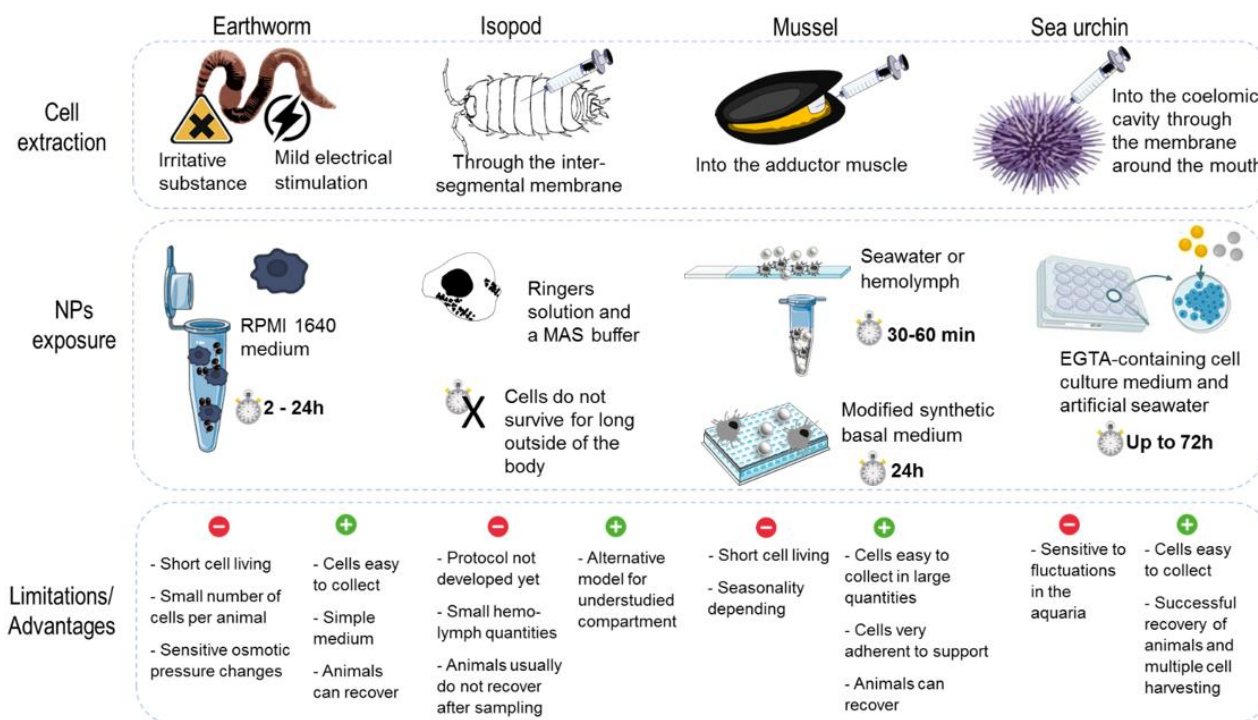 Earthworm
Isopod
Mussel
Sea urchin
Cell
extraction
Irritative
substance
Mild electrical
stimulation
Through the inter-
segmental membrane
Into the adductor muscle
Into the coelomic
cavity through
the membrane
around the mouth
NPs
exposure
RPMI 1640
medium
2 - 24h
Ringers
solution and
a MAS buffer
X
Cells do not
survive for long
outside of the
body
Seawater or
hemolymph
30-60 min
Modified synthetic
basal medium
24h
EGTA-containing cell
culture medium and
artificial seawater
Up to 72h
Limitations/
Advantages
- Short cell living
- Small number of
cells per animal
- Sensitive osmotic
pressure changes
- Cells easy
to collect
- Simple
medium
- Animals
can recover
- Protocol not
developed yet
- Small hemo-
lymph quantities
- Animals usually
do not recover
after sampling
- Alternative
model for
understudied
compartment
- Short cell living
- Seasonality
depending
- Cells easy to
collect in large
quantities
- Cells very
adherent to support
- Animals can
recover
- Sensitive to
fluctuations
in the
aquaria
- Cells easy
to collect
- Successful
recovery of
animals and
multiple cell
harvesting